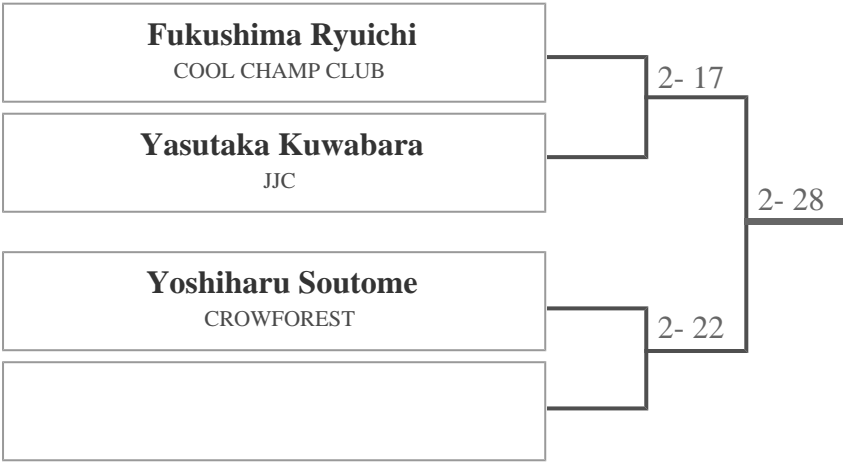 Fukushima Ryuichi
COOL CHAMP CLUB
2- 17
Yasutaka Kuwabara
JJC
2- 28
Yoshiharu Soutome
CROWFOREST
2- 22